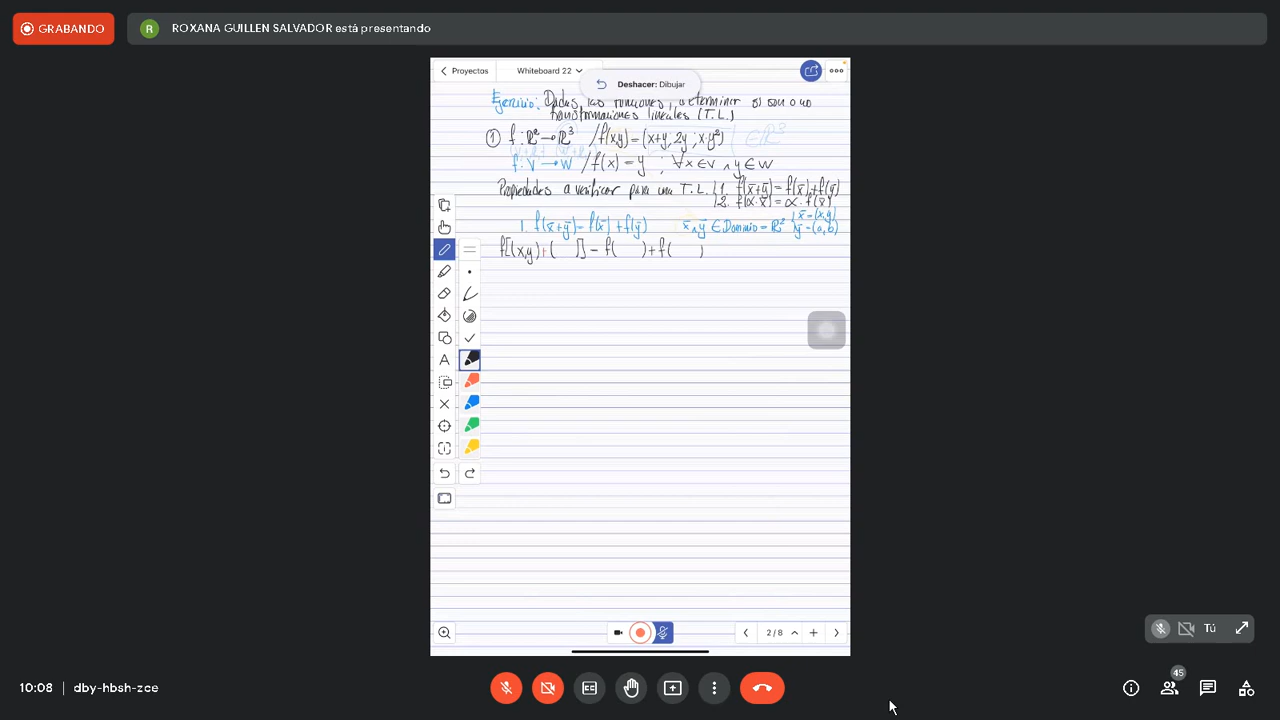 GRABANDO
R ROXANA GUILLEN SALVADOR está presentando
Proyectos Whiteboard 22
Deshacer: Dibujar
Ejercicio: Dadas las funciones, determinar si son o no
transformaciones lineales (T.L.)
① f: R² → R³ / f(x,y) = (x+y, 2y ; x·y²) ∈ R³
f: V → W / f(x) = y ; ∀x ∈ V ∧ y ∈ W
Propiedades a verificar para una T.L. 1. f(x̄+ȳ) = f(x̄) + f(ȳ)
2. f(α·x̄) = α · f(x̄)
1. f(x̄+ȳ) = f(x̄) + f(ȳ) x̄ ∧ ȳ ∈ Dominio = R² x̄ = (x,y)
ȳ = (a,b)
f[(x,y) + ( )] = f( ) + f( )
A
2/8
Tú
10:08 | dby-hbsh-zce
45